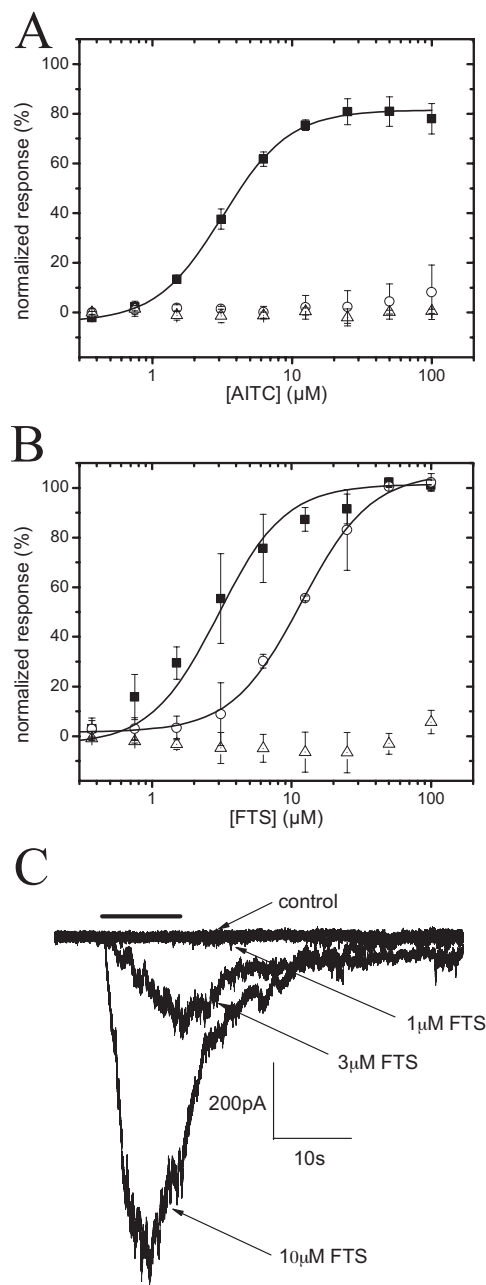 A
100
80
60
40
20
0
normalized response (%)
1
10
100
[AITC] (μM)
B
100
80
60
40
20
0
normalized response (%)
1
10
100
[FTS] (μM)
C
control
1μM FTS
3μM FTS
200pA
10s
10μM FTS